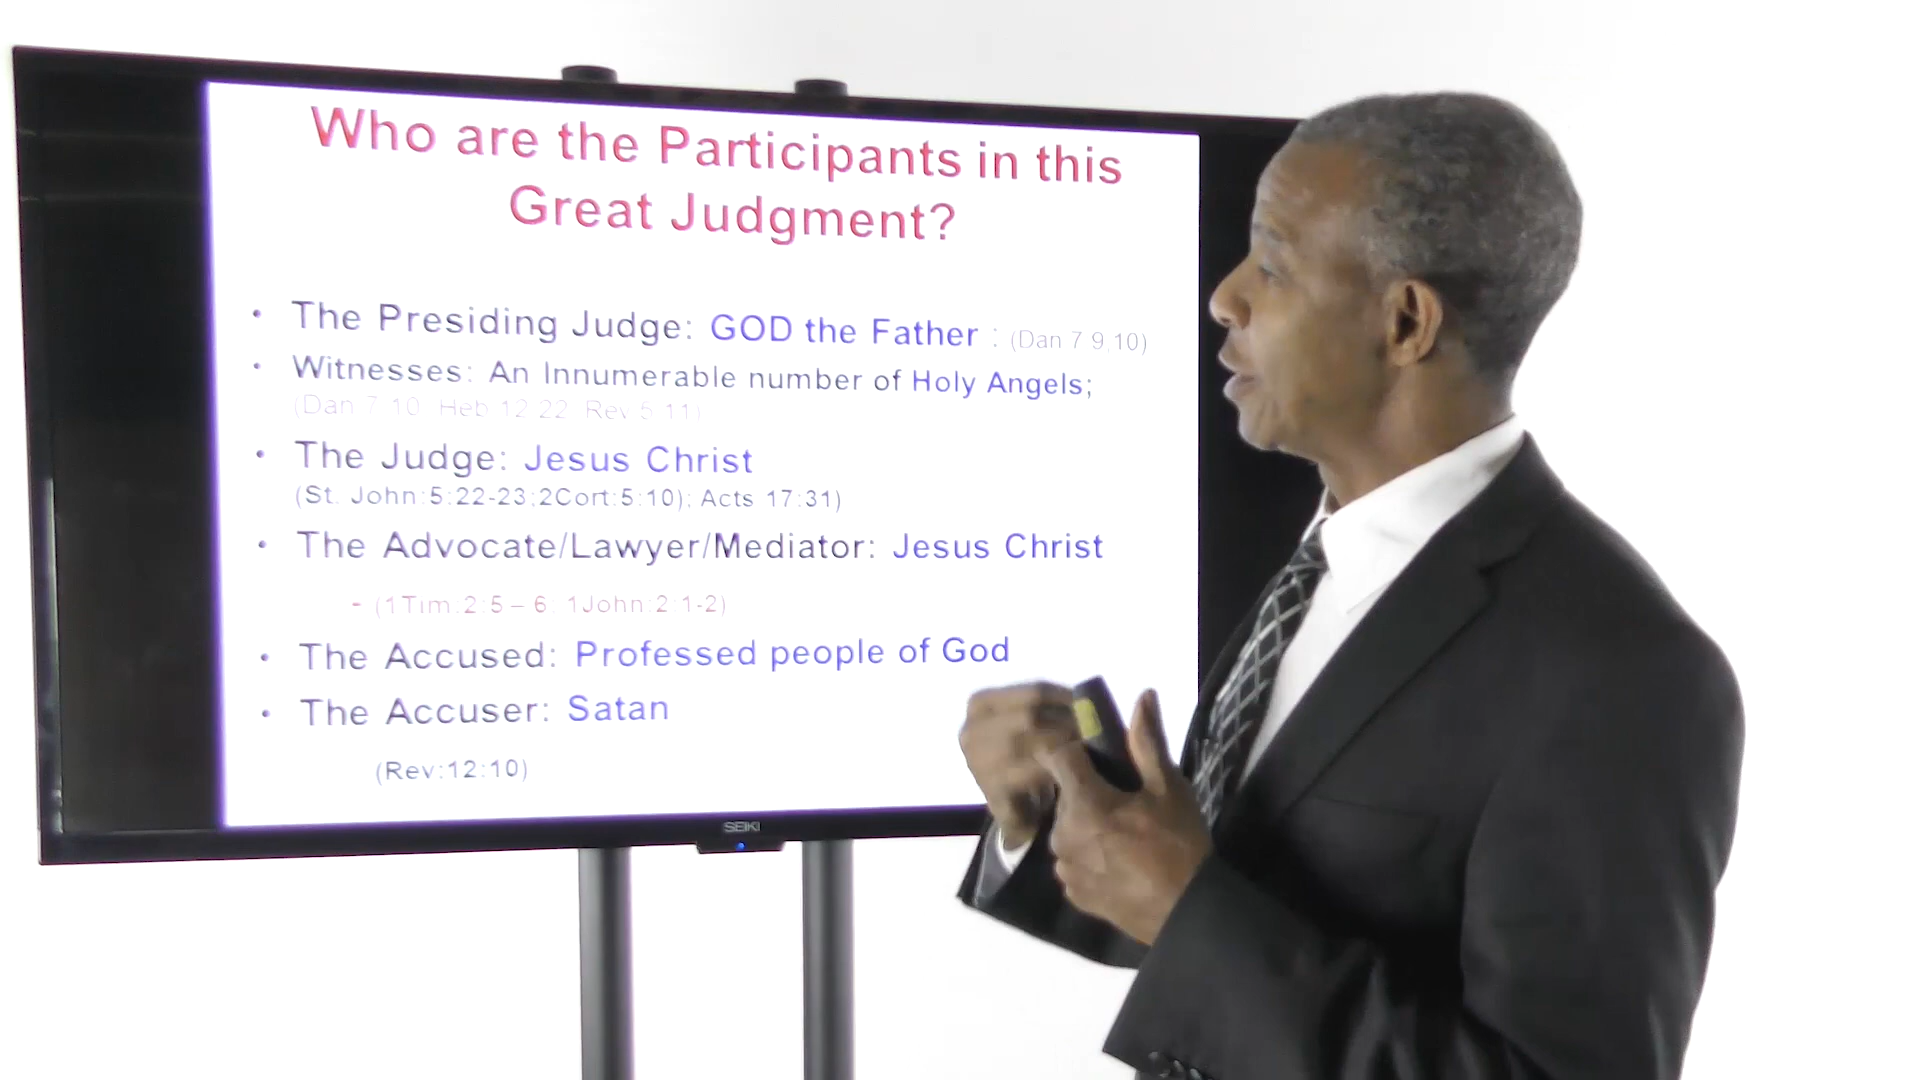 Who are the Participants in this
Great Judgment?
• The Presiding Judge: GOD the Father : (Dan 7 9,10)
• Witnesses: An Innumerable number of Holy Angels;
(Dan 7 10 Heb 12 22 Rev 5 11)
• The Judge: Jesus Christ
(St. John:5:22-23;2Cort:5:10); Acts 17:31)
• The Advocate/Lawyer/Mediator: Jesus Christ
- (1Tim:2:5 – 6; 1John:2:1-2)
• The Accused: Professed people of God
• The Accuser: Satan
(Rev:12:10)
SEIKI